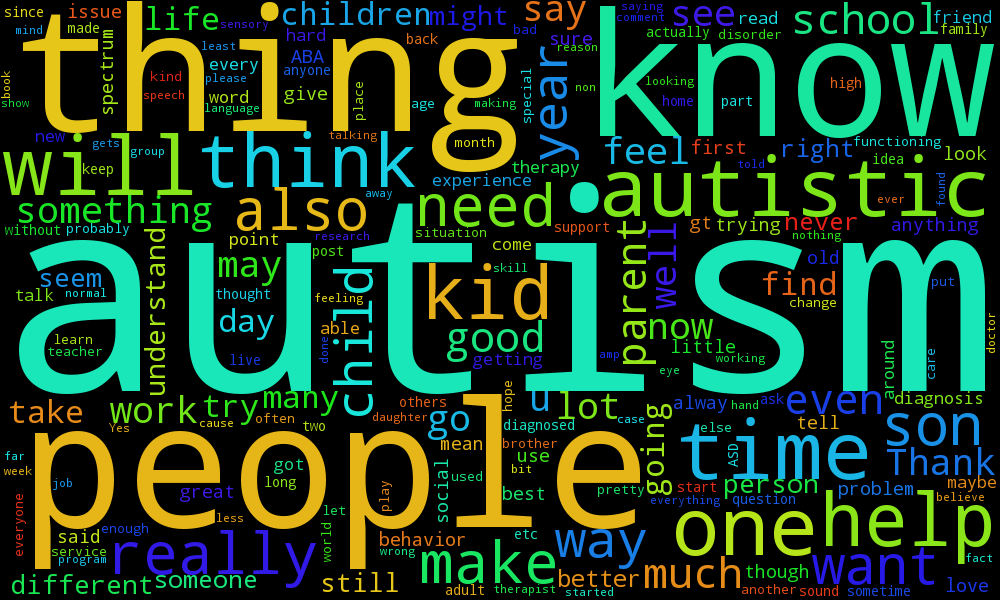 since
issue
life
children
might
say
saying
comment
see
read
school
friend
family
mind
made
sensory
hard
back
bad
sure
reason
actually
disorder
thing
know
spectrum
least
every
ABA
anyone
kind
please
speech
word
language
give
place
book
show
age
making
special
year
non
looking
home
part
high
new
gets
group
keep
will
think
talking
month
therapy
experience
away
feel
first
told
right
functioning
idea
look
found
ever
something
also
need
autistic
without
probably
point
research
post
situation
support
come
skill
gt
trying
never
nothing
anything
old
put
seem
talk
normal
understand
may
thought
feeling
day
able
child
kid
good
parent
well
now
find
change
autism
learn
teacher
live
done
getting
amp
little
working
eye
around
care
doctor
take
work
Yes
try
cause
many
often
two
others
daughter
go
mean
hope
diagnosed
brother
u
lot
case
going
alway
hand
ask
even
tell
diagnosis
son
Thank
else
ASD
time
people
far
week
job
got
long
great
less
play
social
used
use
bit
best
pretty
start
person
everything
question
problem
maybe
believe
everyone
said
service
enough
program
really
let
world
behavior
wrong
etc
make
way
one
help
much
though
want
fact
different
someone
still
adult
therapist
better
started
another
sound
sometime
love